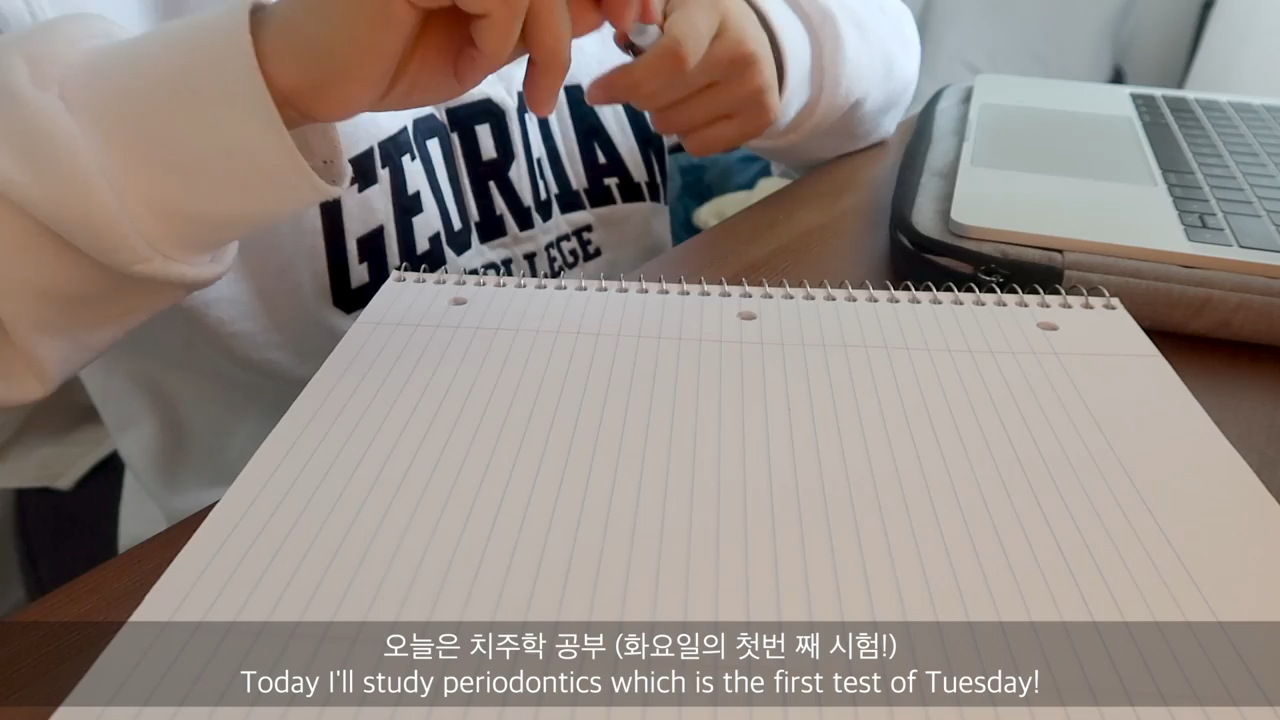 GEORGIAN
COLLEGE
오늘은 치주학 공부 (화요일의 첫번 째 시험!)
Today I'll study periodontics which is the first test of Tuesday!